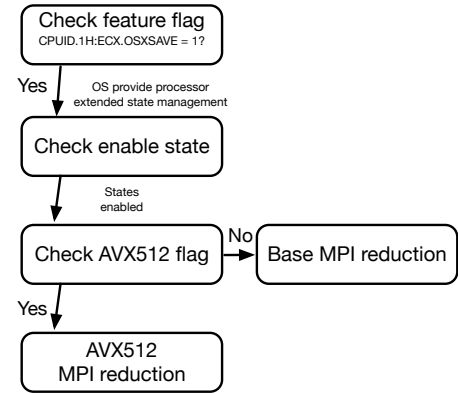 Check feature flag
CPUID.1H:ECX.OSXSAVE = 1?
Yes
OS provide processor
extended state management
Check enable state
States
enabled
Check AVX512 flag
No
Base MPI reduction
Yes
AVX512
MPI reduction